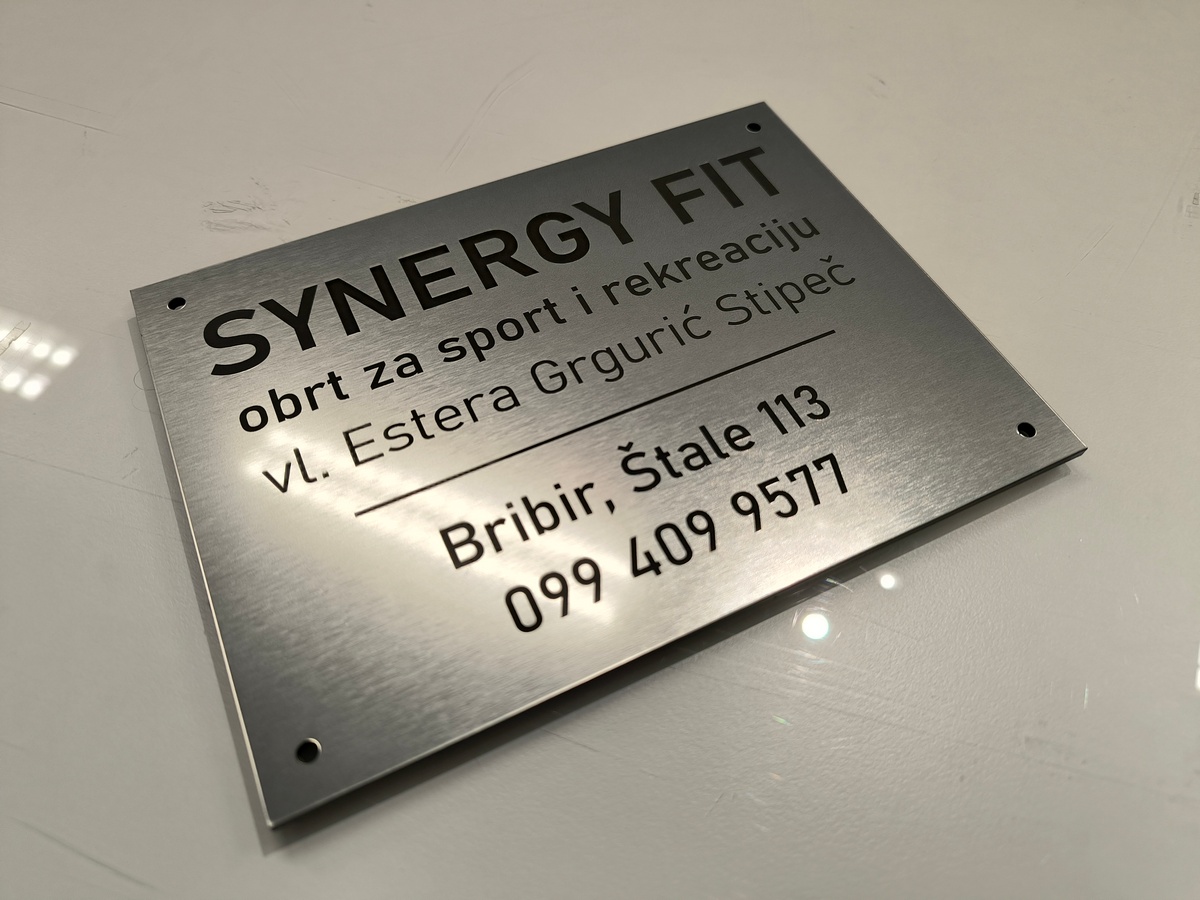 SYNERGY FIT
obrt za sport i rekreaciju
vl. Estera Grgurić Stipeč
Bribir, Štale 113
099 409 9577